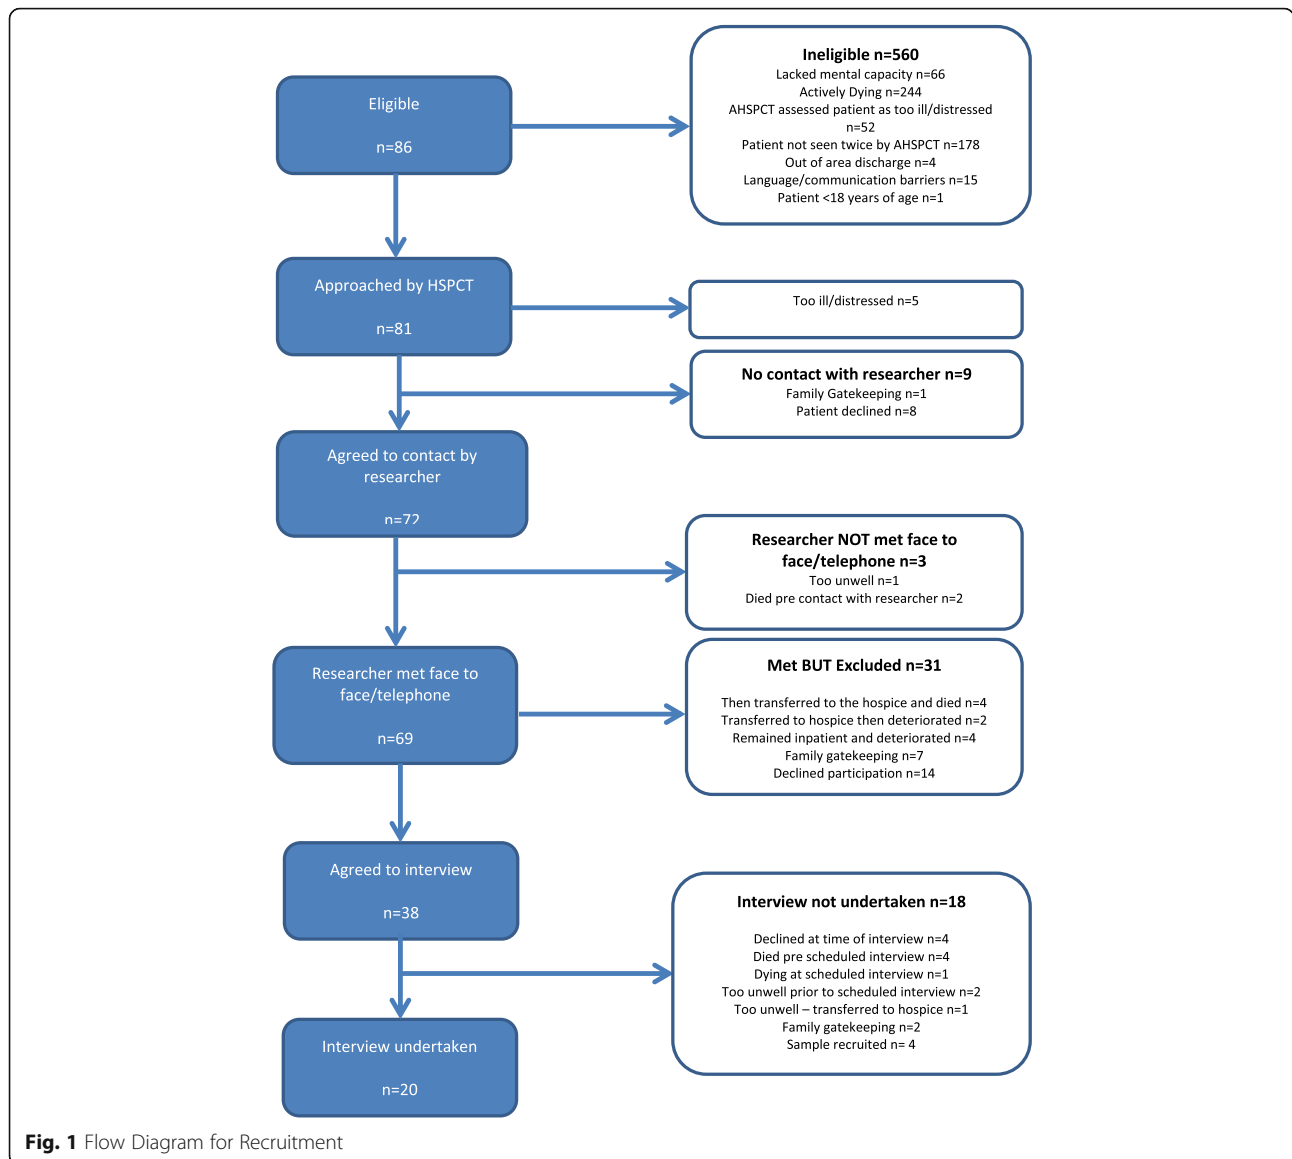 Eligible
n=86
Ineligible n=560
Lacked mental capacity n=66
Actively Dying n=244
AHSPCT assessed patient as too ill/distressed
n=52
Patient not seen twice by AHSPCT n=178
Out of area discharge n=4
Language/communication barriers n=15
Patient <18 years of age n=1
Approached by HSPCT
n=81
Too ill/distressed n=5
No contact with researcher n=9
Family Gatekeeping n=1
Patient declined n=8
Agreed to contact by
researcher
n=72
Researcher NOT met face to
face/telephone n=3
Too unwell n=1
Died pre contact with researcher n=2
Researcher met face to
face/telephone
n=69
Met BUT Excluded n=31
Then transferred to the hospice and died n=4
Transferred to hospice then deteriorated n=2
Remained inpatient and deteriorated n=4
Family gatekeeping n=7
Declined participation n=14
Agreed to interview
n=38
Interview not undertaken n=18
Declined at time of interview n=4
Died pre scheduled interview n=4
Dying at scheduled interview n=1
Too unwell prior to scheduled interview n=2
Too unwell – transferred to hospice n=1
Family gatekeeping n=2
Sample recruited n= 4
Interview undertaken
n=20
Fig. 1 Flow Diagram for Recruitment